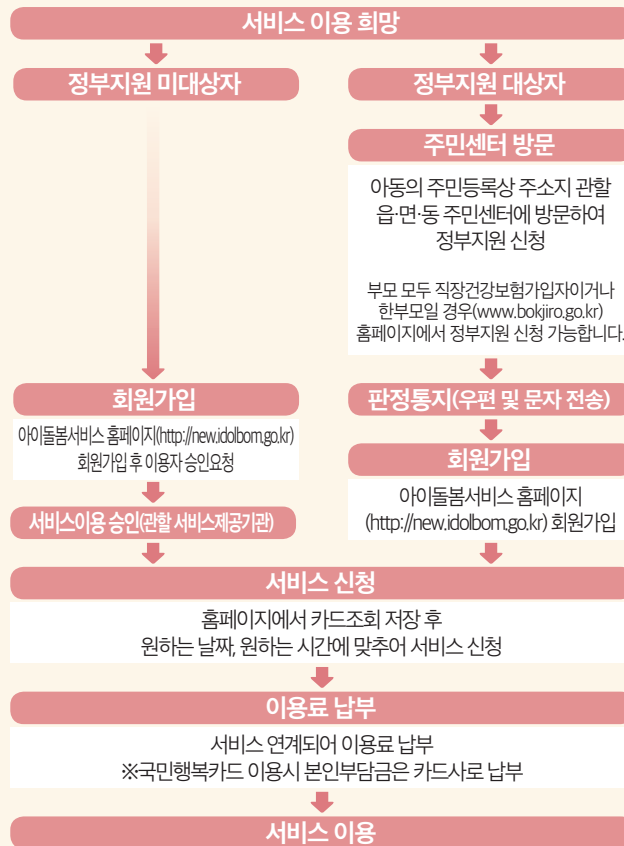 서비스 이용 희망
정부지원 미대상자
정부지원 대상자
주민센터 방문
아동의 주민등록상 주소지 관할
읍·면·동 주민센터에 방문하여
정부지원 신청
부모 모두 직장건강보험가입자이거나
한부모일 경우(www.bokjiro.go.kr)
홈페이지에서 정부지원 신청 가능합니다.
회원가입
아이돌봄서비스 홈페이지(http://new.idolbom.go.kr)
회원가입 후 이용자 승인요청
서비스이용 승인(관할 서비스제공기관)
판정통지(우편 및 문자 전송)
회원가입
아이돌봄서비스 홈페이지
(http://new.idolbom.go.kr) 회원가입
서비스 신청
홈페이지에서 카드조회 저장 후
원하는 날짜, 원하는 시간에 맞추어 서비스 신청
이용료 납부
서비스 연계되어 이용료 납부
※국민행복카드 이용시 본인부담금은 카드사로 납부
서비스 이용